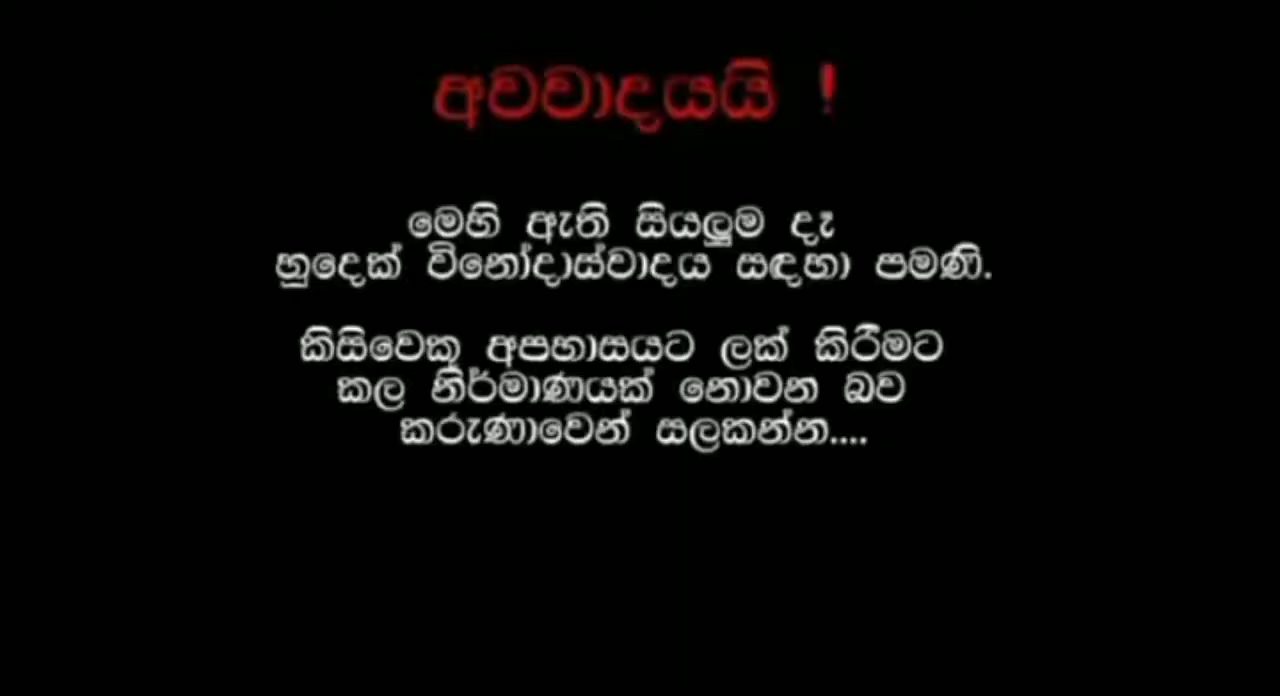 අවවාදයයි !
මෙහි ඇති සියලුම දෑ
හුදෙක් විනෝදාස්වාදය සඳහා පමණි.
කිසිවෙකු අපහාසයට ලක් කිරීමට
කල නිර්මාණයක් නොවන බව
කරුණාවෙන් සලකන්න....